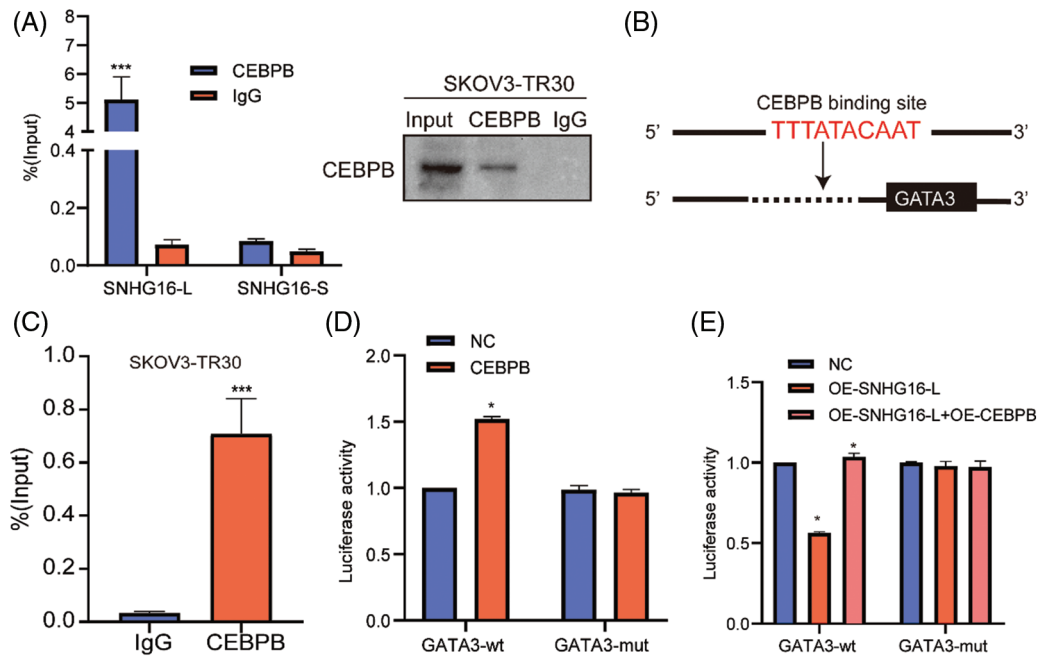 (A)
8
7
6
5
4
0.4
0.2
0.0
%(Input)
***
CEBPB
IgG
SNHG16-L SNHG16-S
SKOV3-TR30
Input CEBPB IgG
CEBPB
(B)
CEBPB binding site
5' TTTATACAAT 3'
5' GATA3 3'
(C)
SKOV3-TR30
1.0
0.8
0.6
0.4
0.2
0.0
%(Input)
***
IgG CEBPB
(D)
NC
CEBPB
2.0
1.5
1.0
0.5
0.0
Luciferase activity
*
GATA3-wt GATA3-mut
(E)
NC
OE-SNHG16-L
OE-SNHG16-L+OE-CEBPB
1.5
1.0
0.5
0.0
Luciferase activity
*
*
GATA3-wt GATA3-mut